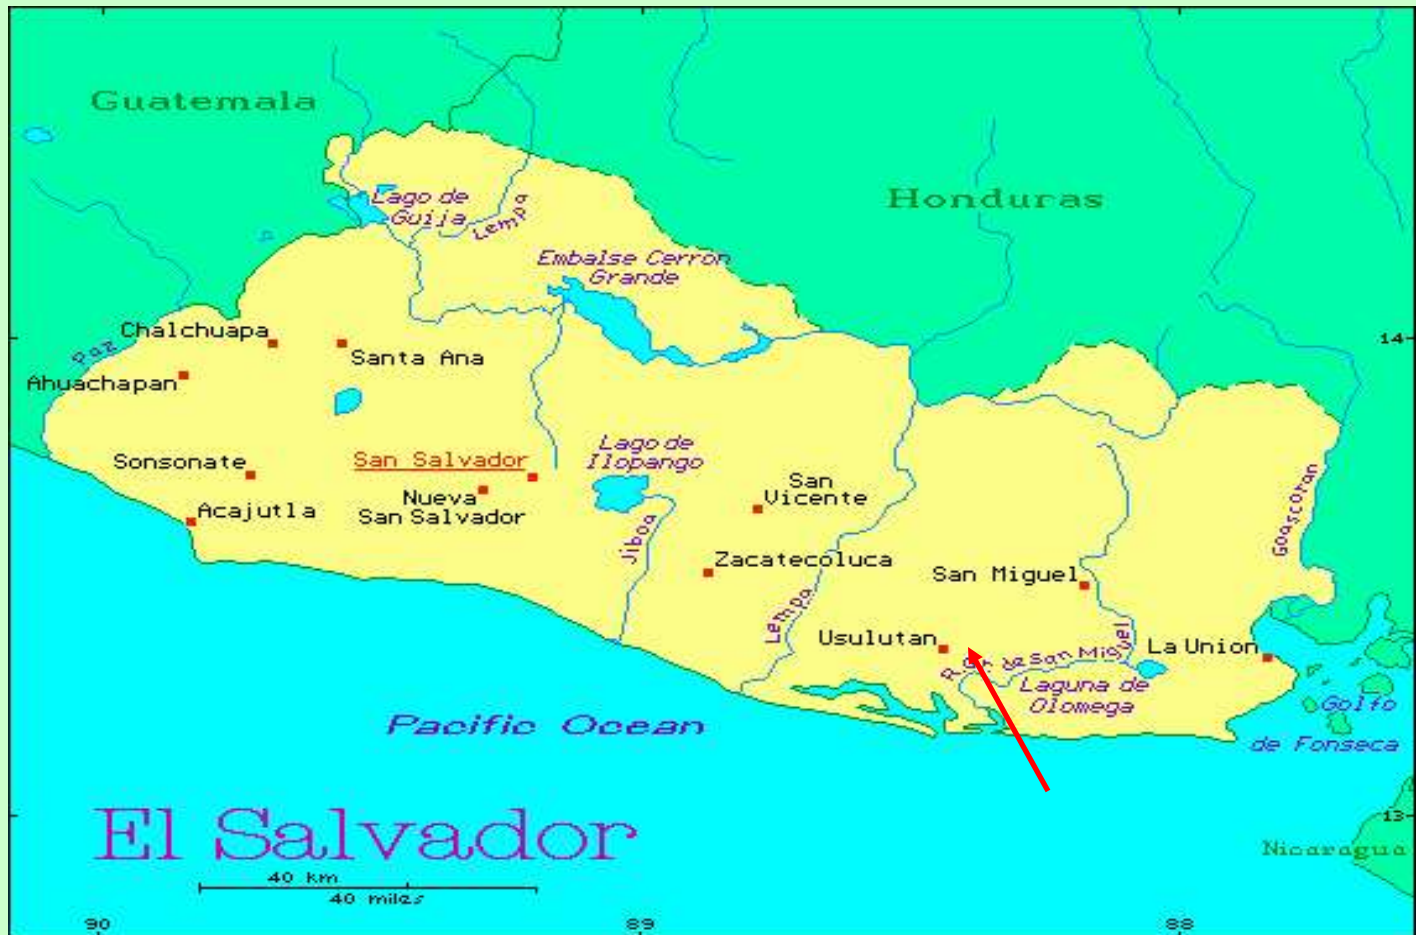 Guatemala
Honduras
Lago de
Guija
Lempa
Embalse Cerron
Grande
Chalchuapa
Paz
Santa Ana
14
Ahuachapan
Sonsonate
San Salvador
Lago de
Ilopango
Nueva
San Salvador
Acajutla
San
Vicente
Jiboa
Goascoran
Zacatecoluca
San Miguel
Lempa
Usulutan
R. Gr. de San Miguel
La Union
Laguna de
Olomega
Golfo
de Fonseca
Pacific Ocean
El Salvador
13
Nicaragua
40 km
40 miles
90
89
88